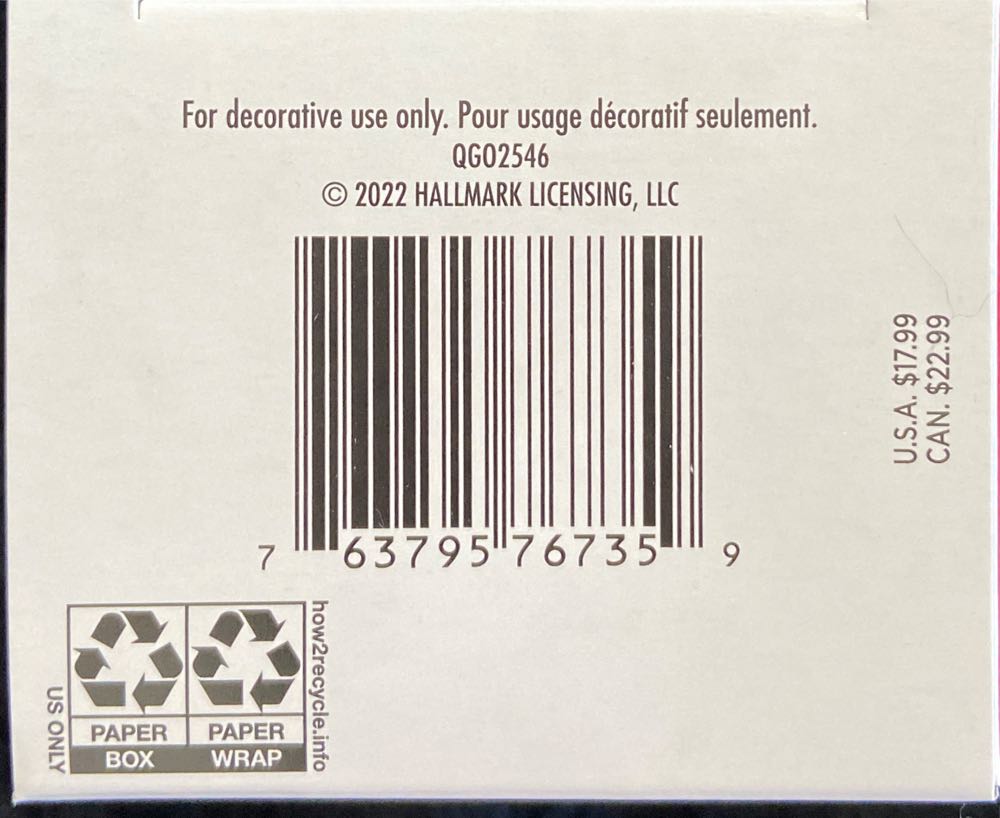 For decorative use only. Pour usage décoratif seulement.
QGO2546
© 2022 HALLMARK LICENSING, LLC
U.S.A. $17.99
CAN. $22.99
7 63795 76735 9
how2recycle.info
US ONLY
PAPER PAPER
BOX WRAP